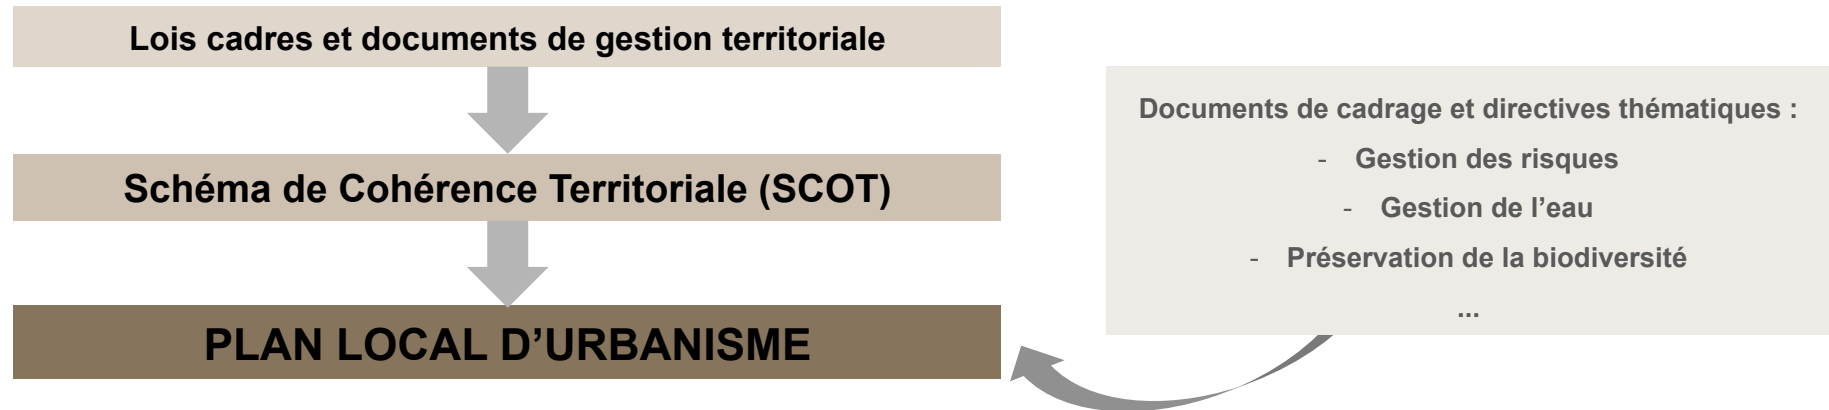 Lois cadres et documents de gestion territoriale
Schéma de Cohérence Territoriale (SCOT)
PLAN LOCAL D’URBANISME
Documents de cadrage et directives thématiques :
- Gestion des risques
- Gestion de l’eau
- Préservation de la biodiversité
...